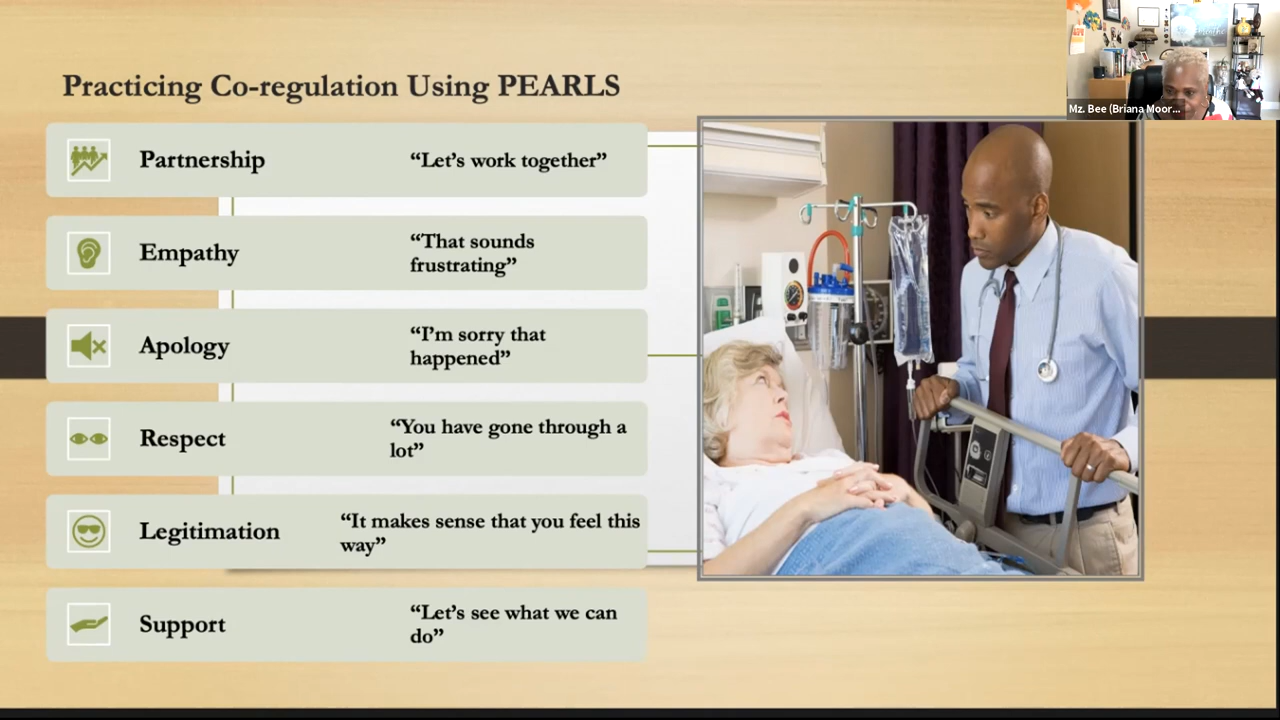 Practicing Co-regulation Using PEARLS
Mz. Bee (Briana Moor...
Partnership
“Let’s work together”
Empathy
“That sounds
frustrating”
Apology
“I’m sorry that
happened”
Respect
“You have gone through a
lot”
Legitimation
“It makes sense that you feel this
way”
Support
“Let’s see what we can
do”